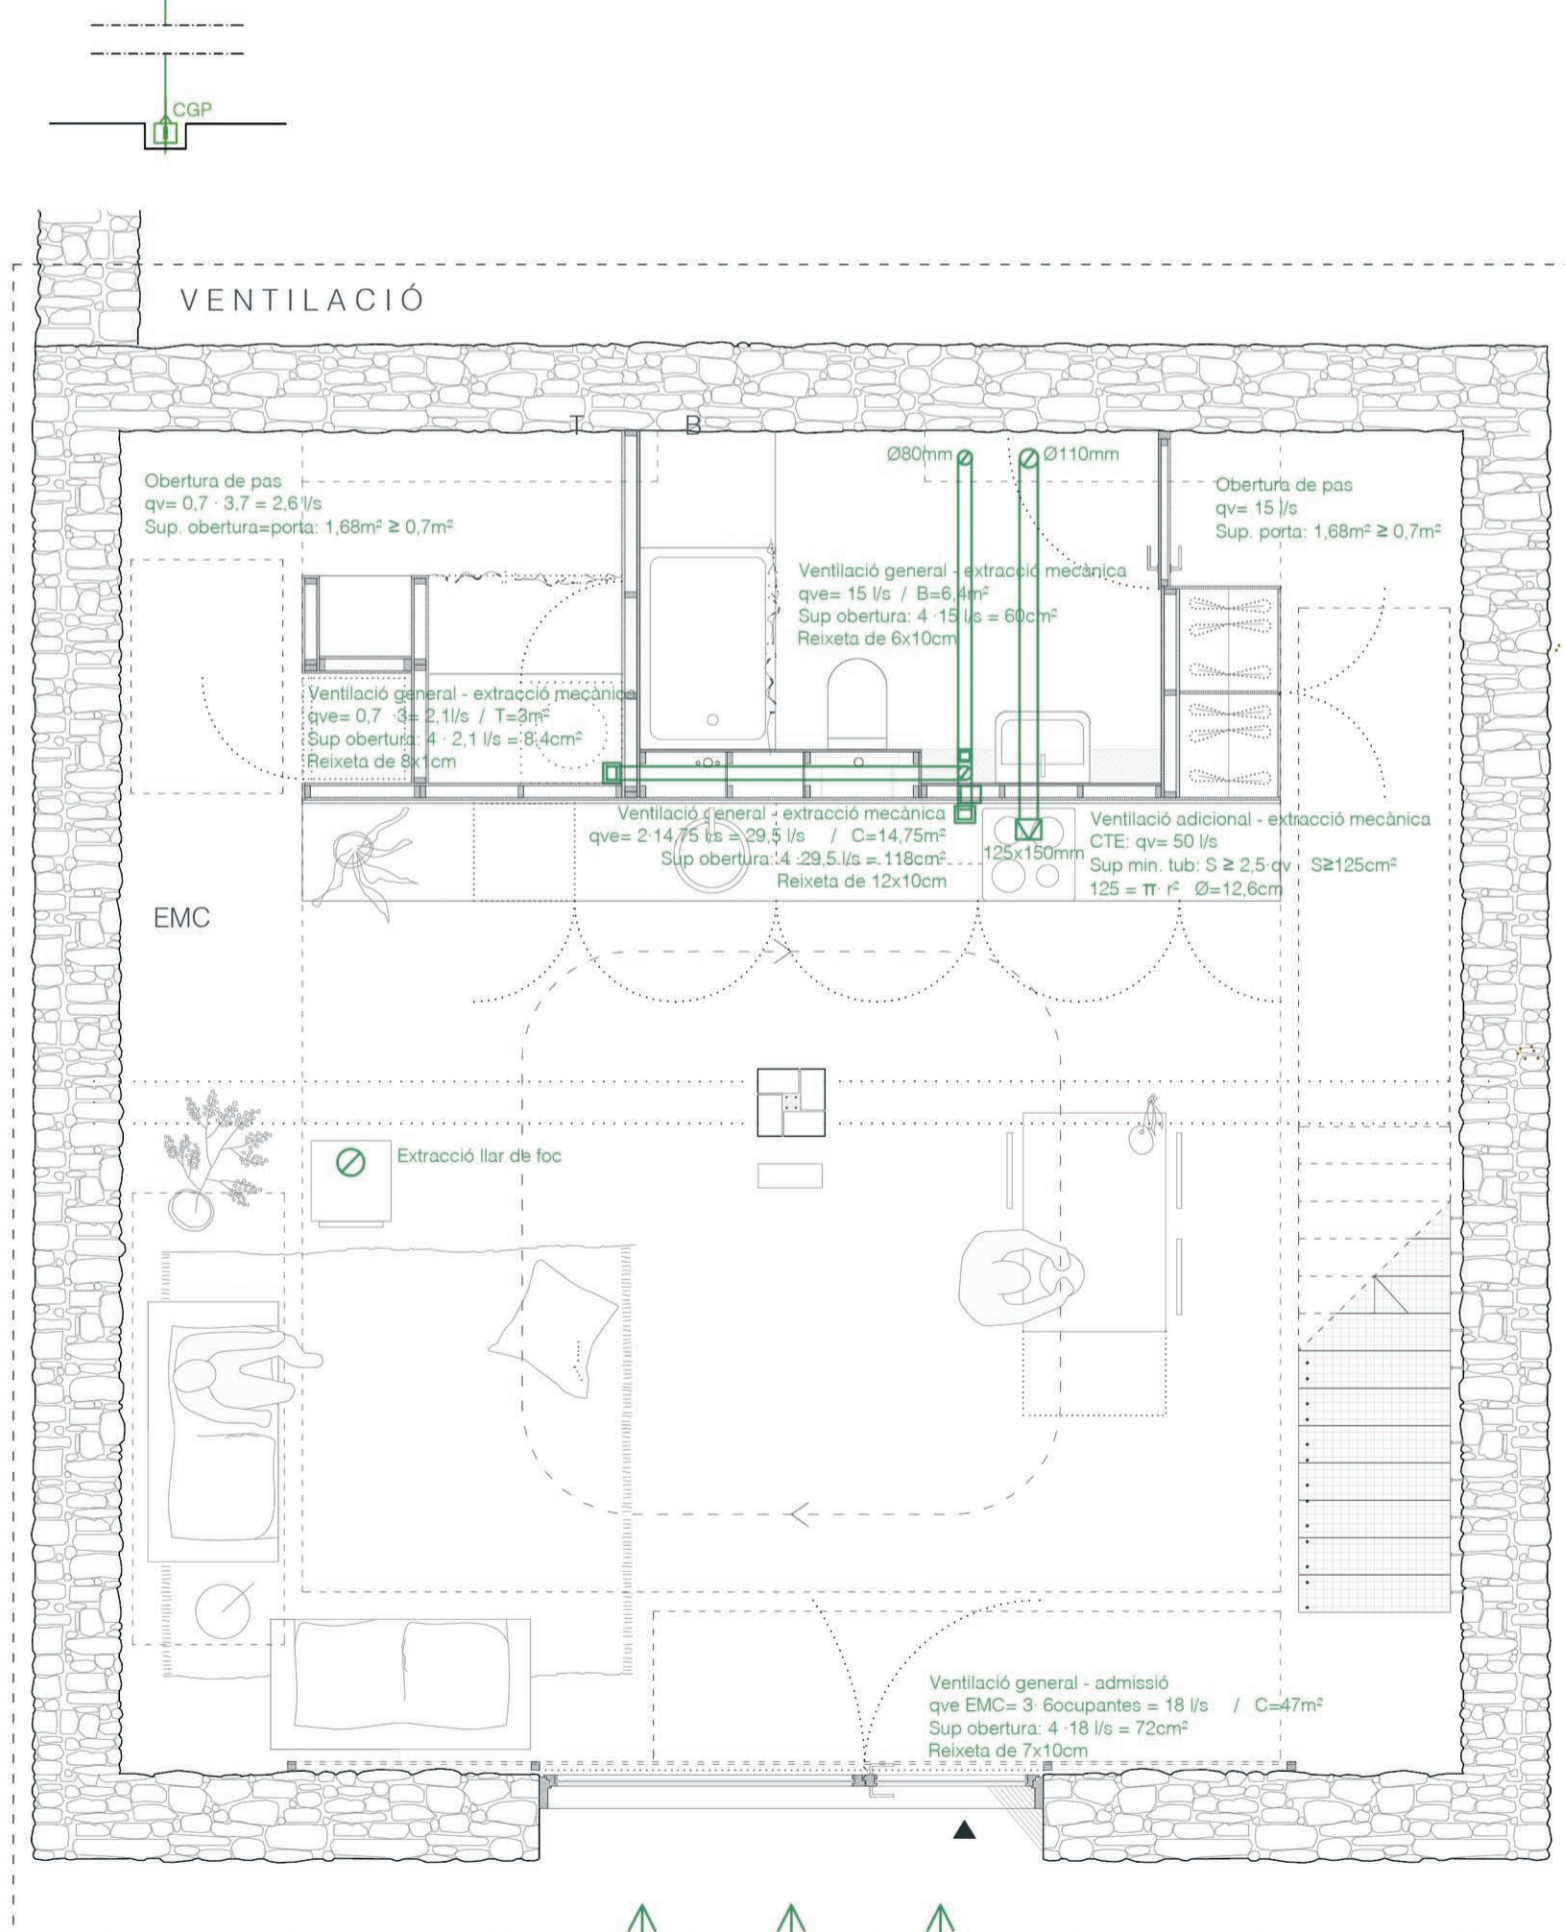 CGP
VENTILACIÓ
T
B
Obertura de pas
qv= 0,7 · 3,7 = 2,6 l/s
Sup. obertura=porta: 1,68m² ≥ 0,7m²
Ø80mm
Ø110mm
Obertura de pas
qv= 15 l/s
Sup. porta: 1,68m² ≥ 0,7m²
Ventilació general - extracció mecànica
qve= 15 l/s / B=6,4m²
Sup obertura: 4 ·15 l/s = 60cm²
Reixeta de 6x10cm
Ventilació general - extracció mecànica
qve= 0,7 ·3= 2,1l/s / T=3m²
Sup obertura: 4 · 2,1 l/s = 8,4cm²
Reixeta de 8x1cm
Ventilació general - extracció mecànica
qve= 2·14,75 l/s = 29,5 l/s / C=14,75m²
Sup obertura: 4 ·29,5 l/s = 118cm²
Reixeta de 12x10cm
125x150mm
Ventilació adicional - extracció mecànica
CTE: qv= 50 l/s
Sup min. tub: S ≥ 2,5·qv S≥125cm²
125 = π· r² Ø=12,6cm
EMC
Extracció llar de foc
Ventilació general - admissió
qve EMC= 3· 6ocupantes = 18 l/s / C=47m²
Sup obertura: 4 ·18 l/s = 72cm²
Reixeta de 7x10cm